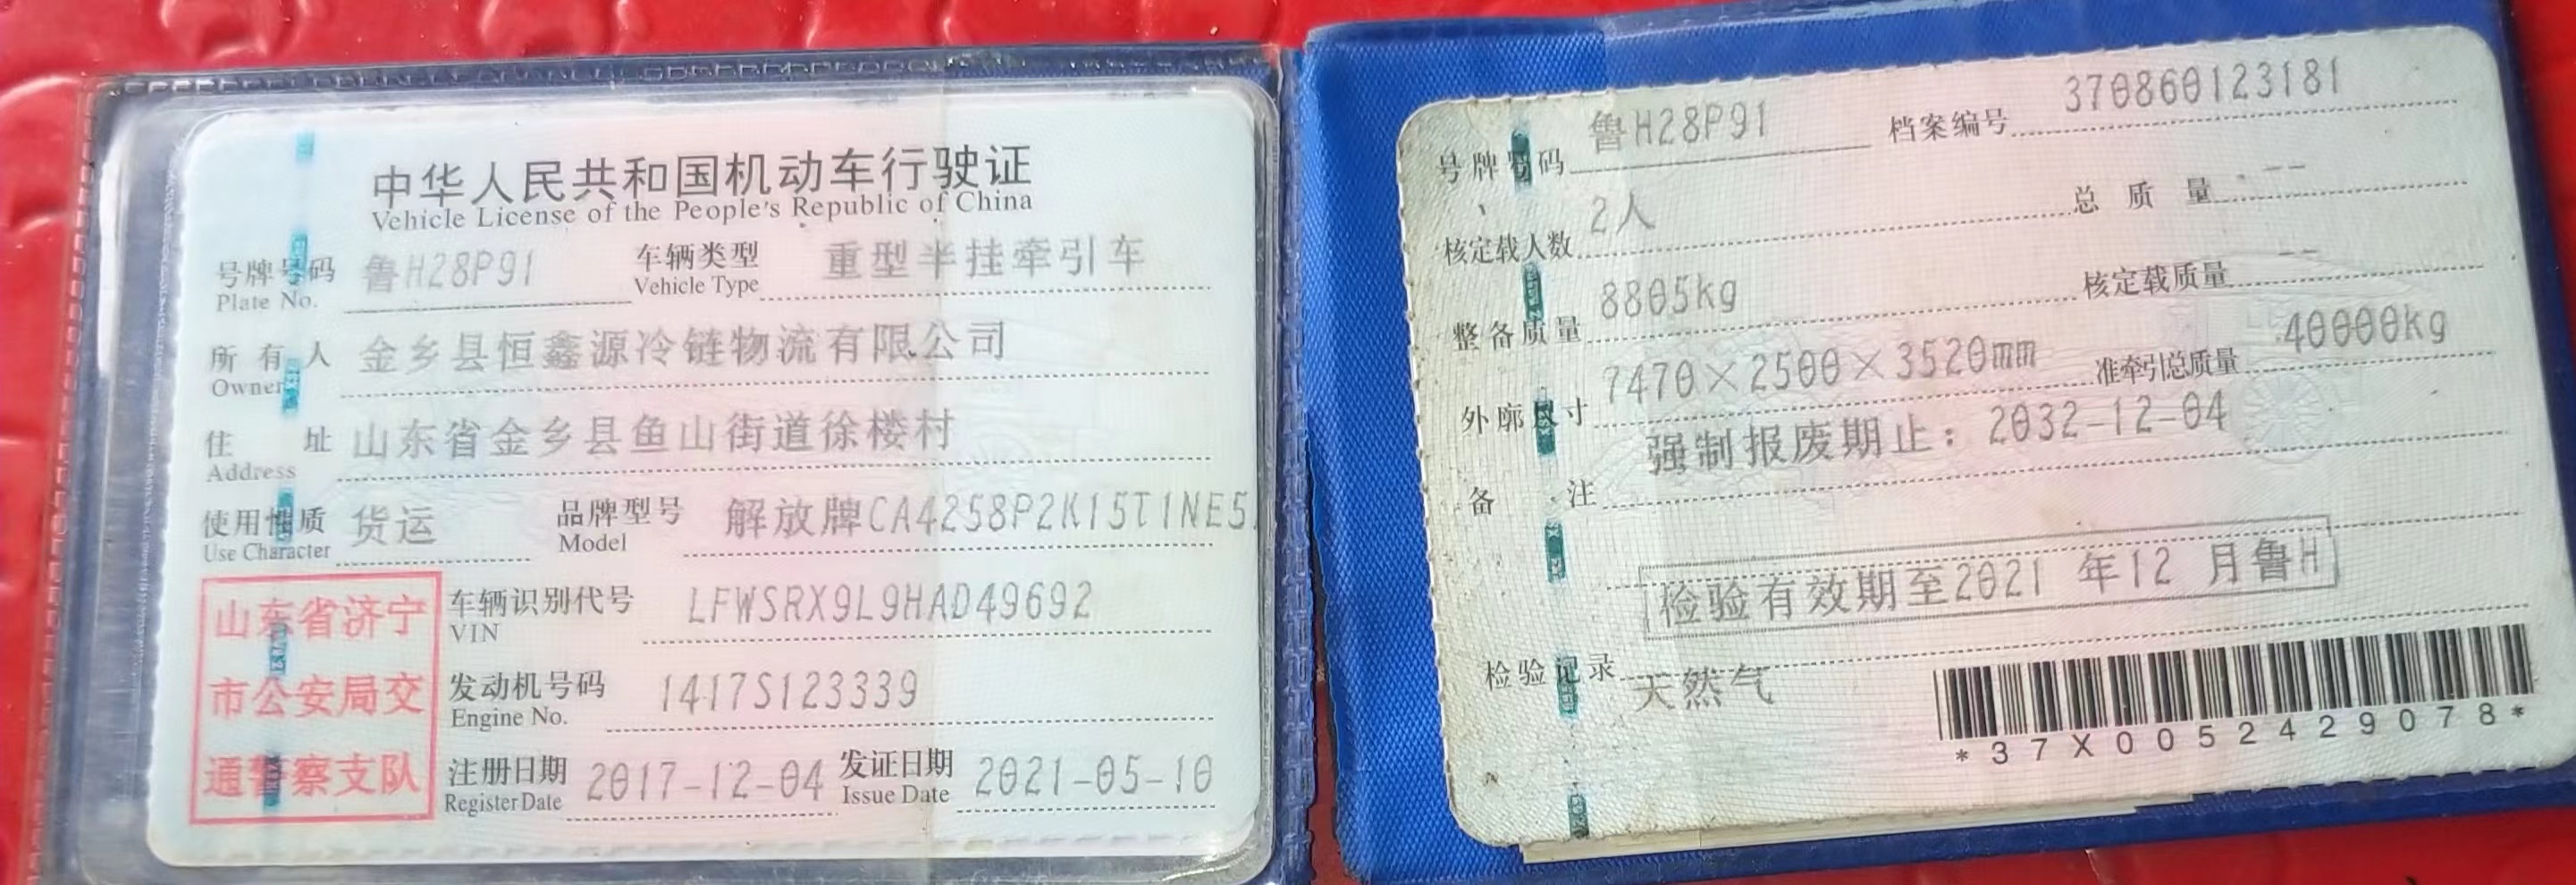 中华人民共和国机动车行驶证
Vehicle License of the People's Republic of China
号牌号码 鲁H28P91 车辆类型 重型半挂牵引车
Plate No. Vehicle Type
所有人 金乡县恒鑫源冷链物流有限公司
Owner
住址 山东省金乡县鱼山街道徐楼村
Address
使用性质 货运 品牌型号 解放牌CA4258P2K15T1NE5
Use Character Model
山东省济宁
市公安局交
通警察支队
车辆识别代号 LFWSRX9L9HAD49692
VIN
发动机号码 1417S123339
Engine No.
注册日期 2017-12-04 发证日期 2021-05-10
Register Date Issue Date
号牌号码 鲁H28P91 档案编号 370860123181
核定载人数 2人 总质量 --
整备质量 8805kg 核定载质量 --
外廓尺寸 7470×2500×3520mm 准牵引总质量 40000kg
备注 强制报废期止：2032-12-04
检验有效期至2021 年12 月鲁H
检验记录 天然气
*37X0052429078*